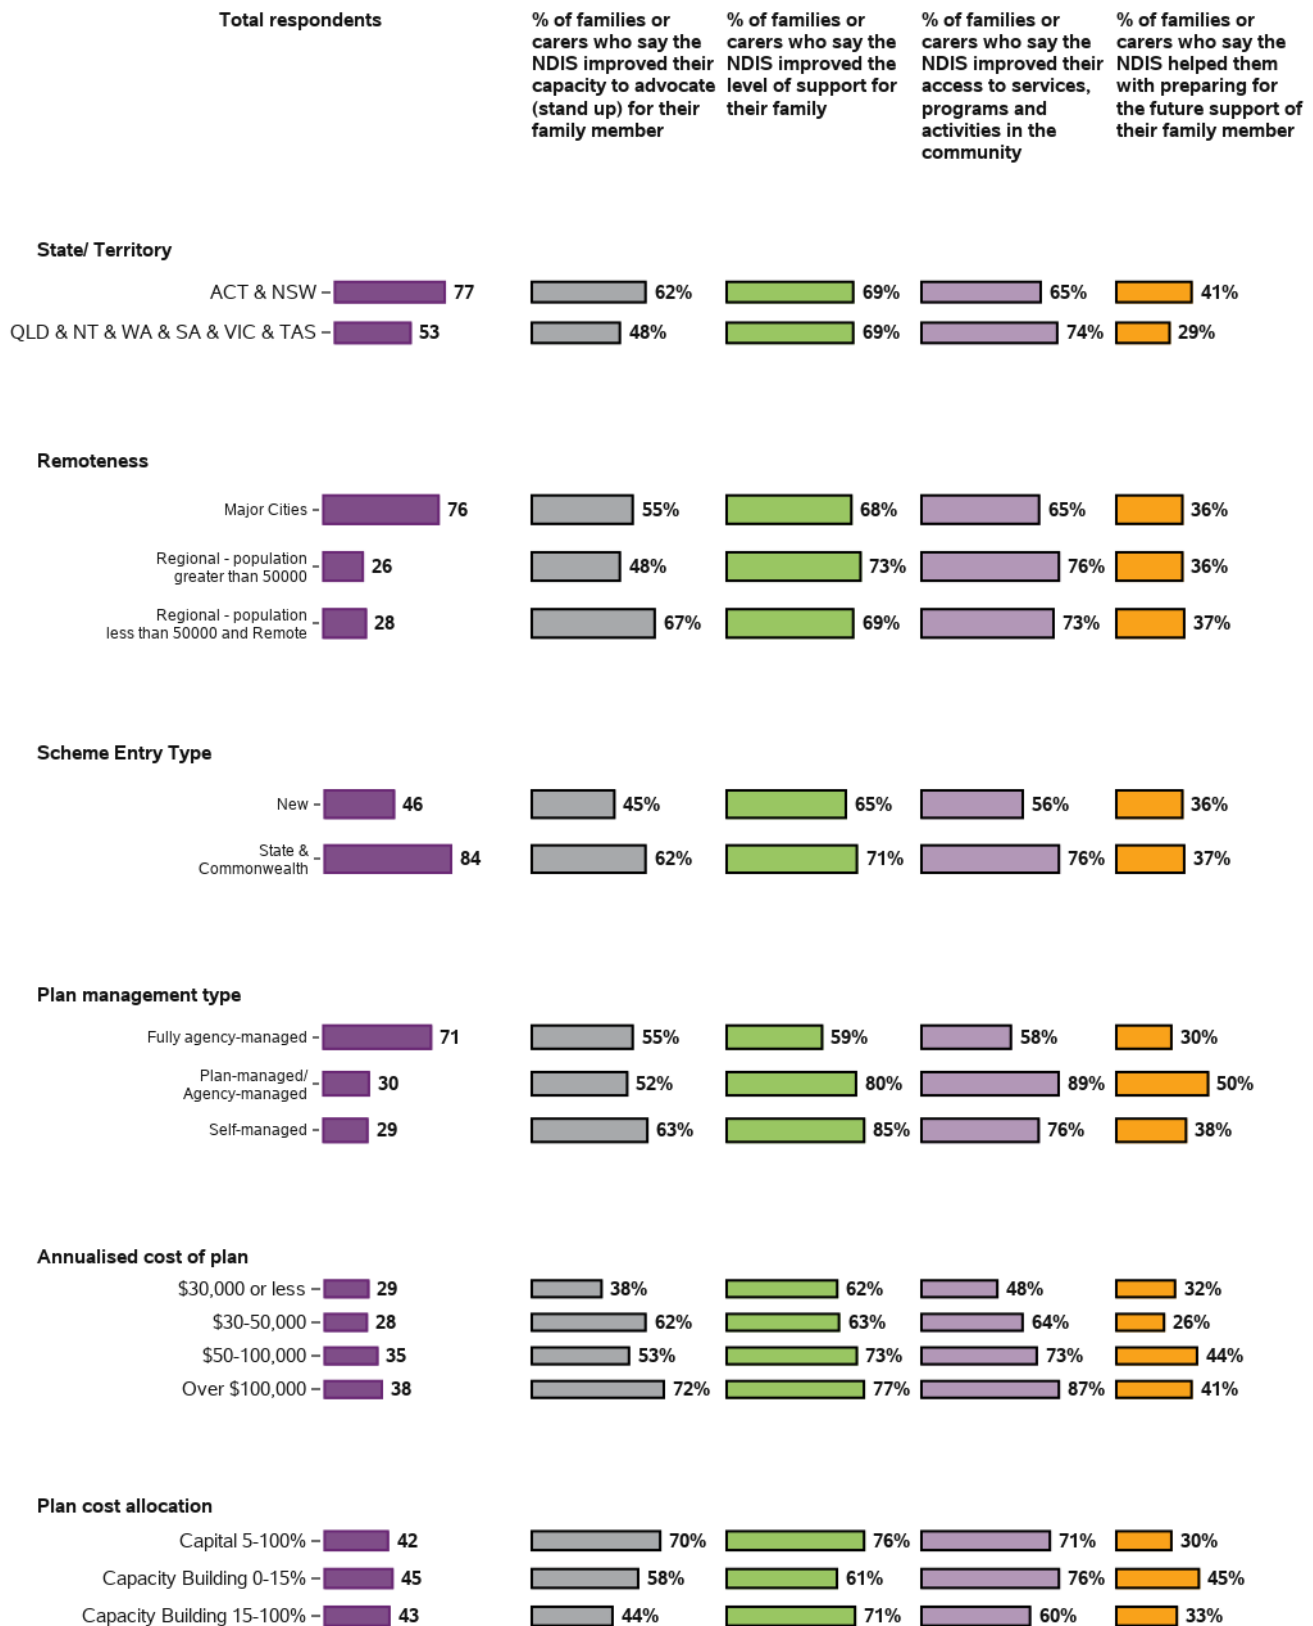 Total respondents
% of families or
carers who say the
NDIS improved their
capacity to advocate
(stand up) for their
family member
% of families or
carers who say the
NDIS improved the
level of support for
their family
% of families or
carers who say the
NDIS improved their
access to services,
programs and
activities in the
community
% of families or
carers who say the
NDIS helped them
with preparing for
the future support of
their family member
State/ Territory
ACT & NSW 77 62% 69% 65% 41%
QLD & NT & WA & SA & VIC & TAS 53 48% 69% 74% 29%
Remoteness
Major Cities 76 55% 68% 65% 36%
Regional - population
greater than 50000 26 48% 73% 76% 36%
Regional - population
less than 50000 and Remote 28 67% 69% 73% 37%
Scheme Entry Type
New 46 45% 65% 56% 36%
State &
Commonwealth 84 62% 71% 76% 37%
Plan management type
Fully agency-managed 71 55% 59% 58% 30%
Plan-managed/
Agency-managed 30 52% 80% 89% 50%
Self-managed 29 63% 85% 76% 38%
Annualised cost of plan
$30,000 or less 29 38% 62% 48% 32%
$30-50,000 28 62% 63% 64% 26%
$50-100,000 35 53% 73% 73% 44%
Over $100,000 38 72% 77% 87% 41%
Plan cost allocation
Capital 5-100% 42 70% 76% 71% 30%
Capacity Building 0-15% 45 58% 61% 76% 45%
Capacity Building 15-100% 43 44% 71% 60% 33%